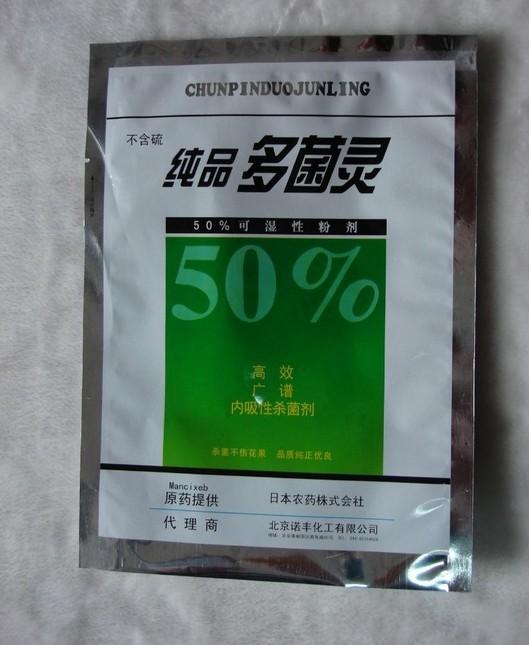 CHUNPINDUOJUNLING
不含硫
纯品 多菌灵
50%可湿性粉剂
50%
高效
广谱
内吸性杀菌剂
杀菌不伤花果 品质纯正优良
Mancixeb
原药提供 日本农药株式会社
代理商 北京诺丰化工有限公司